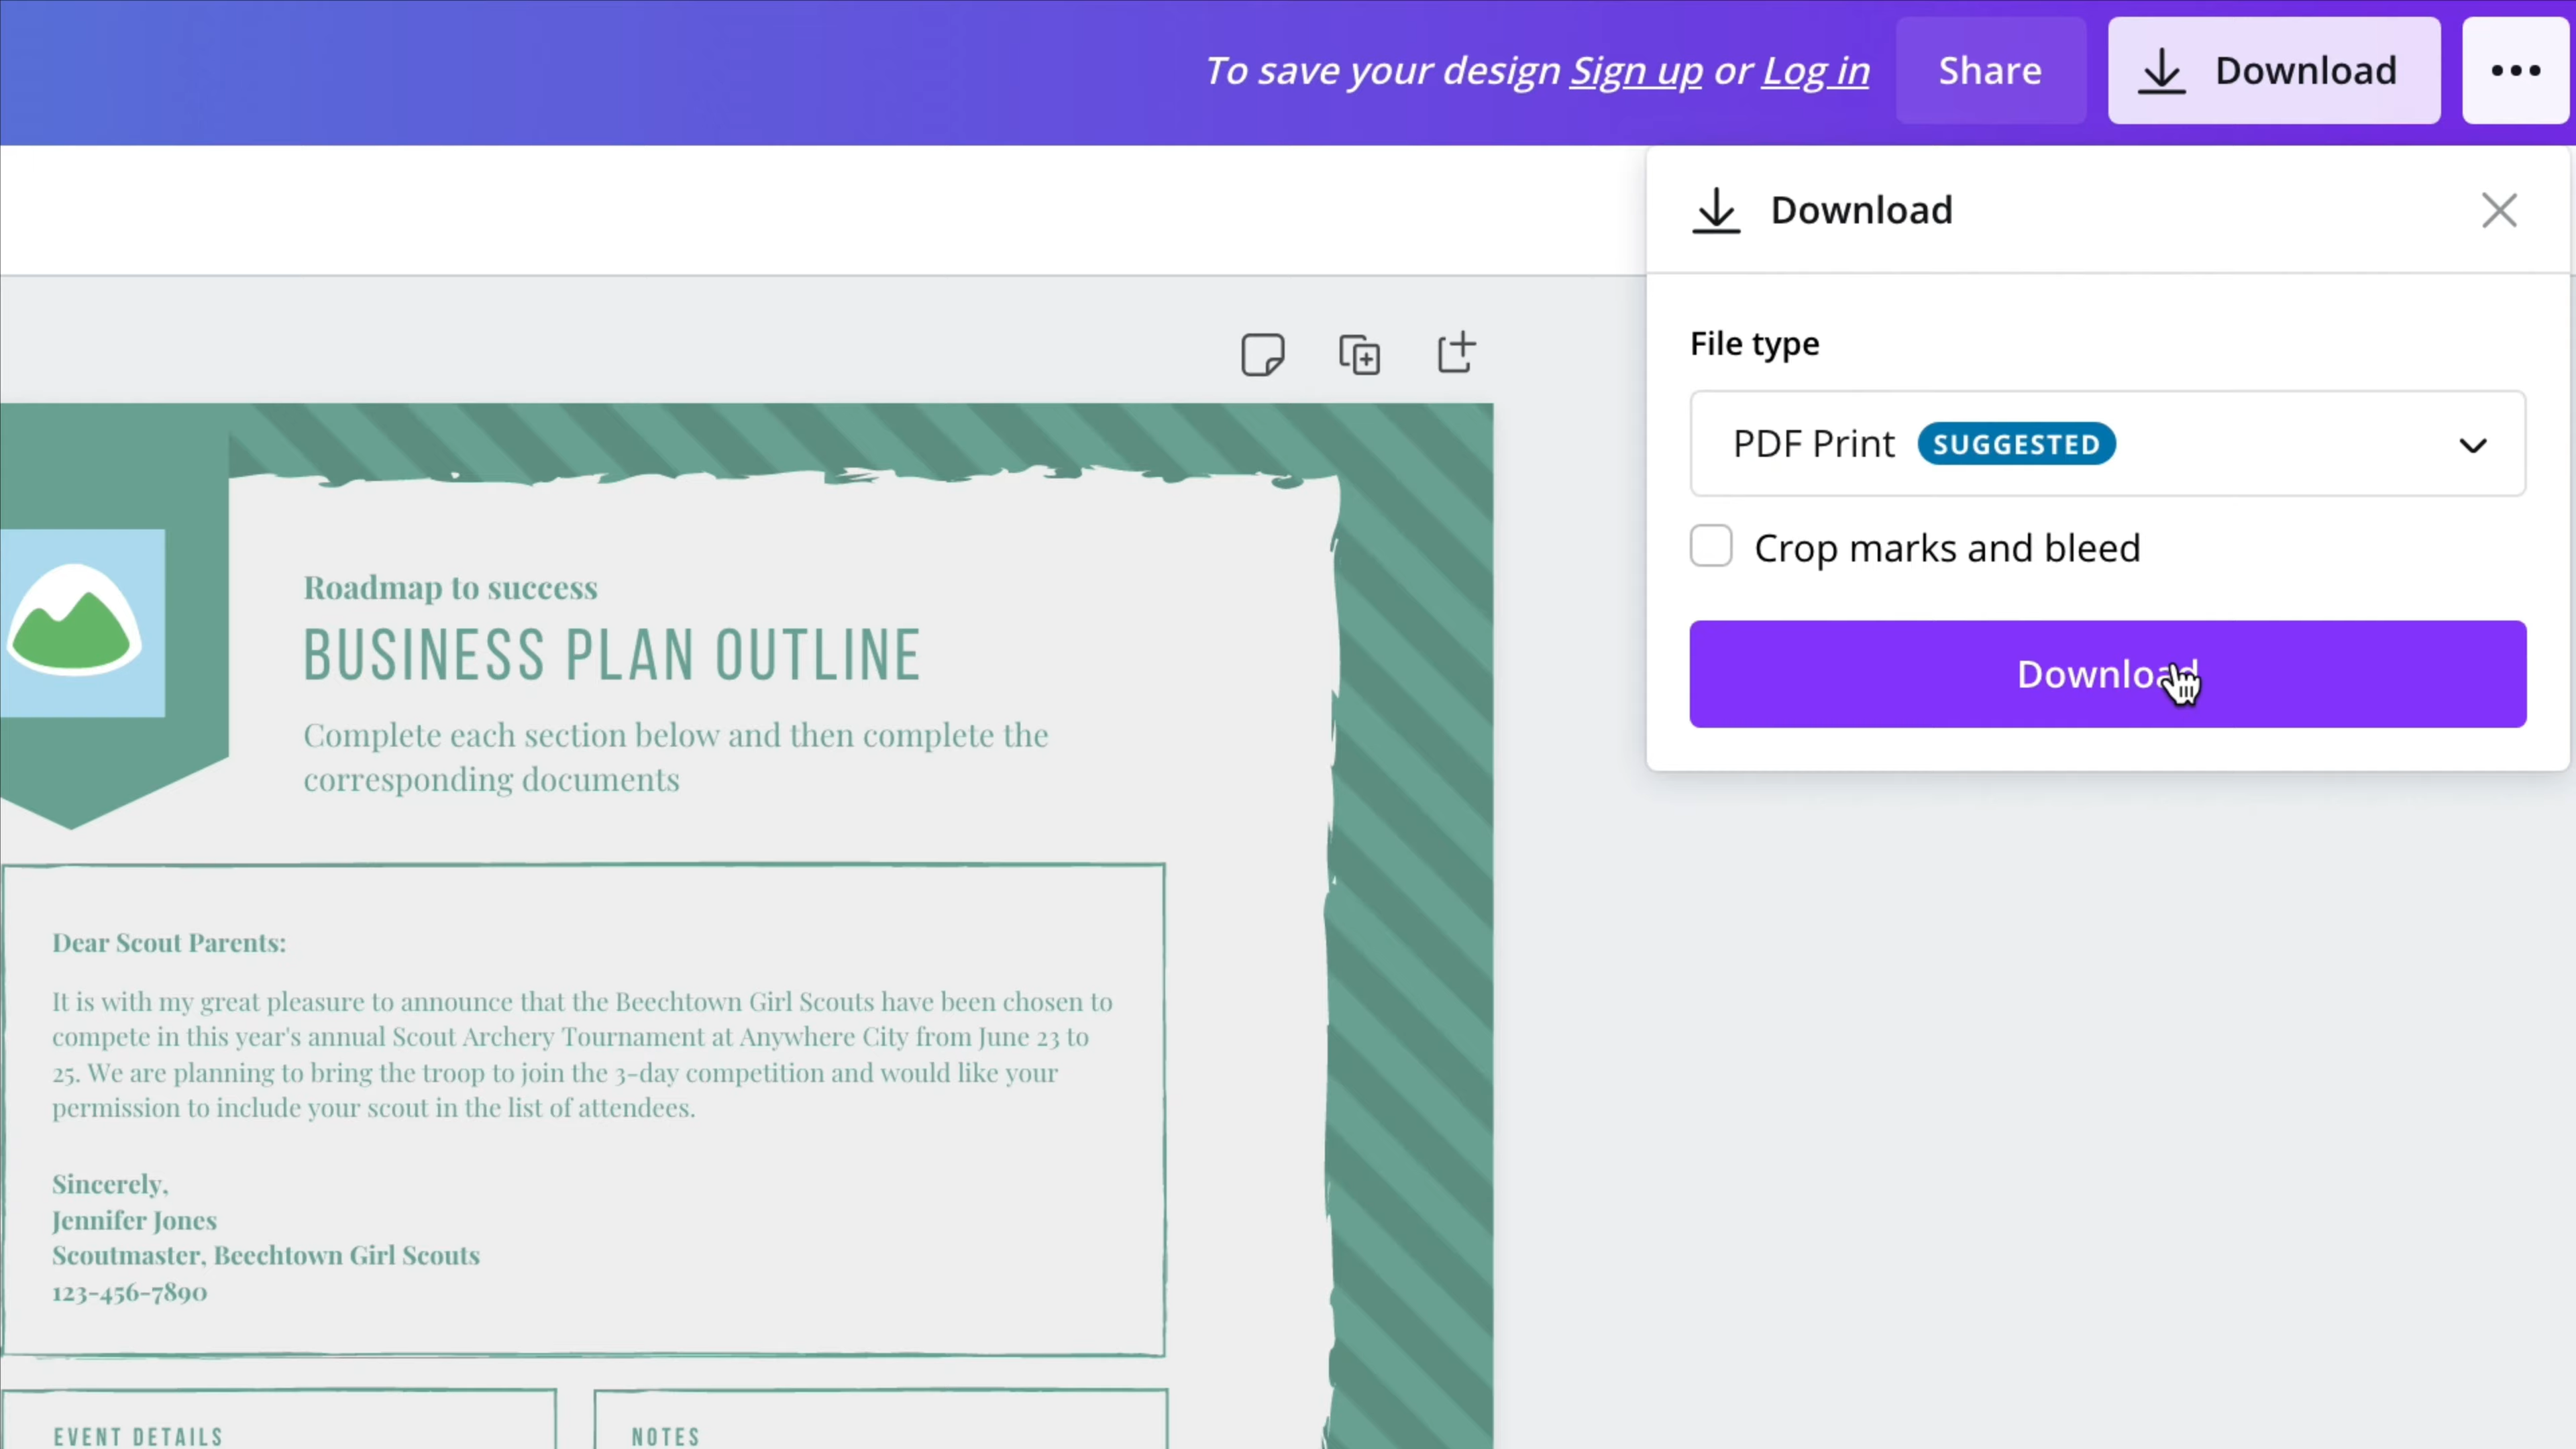 To save your design Sign up or Log in
Share
Download
Download
File type
PDF Print SUGGESTED
Crop marks and bleed
Download
Roadmap to success
BUSINESS PLAN OUTLINE
Complete each section below and then complete the
corresponding documents
Dear Scout Parents:
It is with my great pleasure to announce that the Beechtown Girl Scouts have been chosen to
compete in this year's annual Scout Archery Tournament at Anywhere City from June 23 to
25. We are planning to bring the troop to join the 3-day competition and would like your
permission to include your scout in the list of attendees.
Sincerely,
Jennifer Jones
Scoutmaster, Beechtown Girl Scouts
123-456-7890
EVENT DETAILS
NOTES